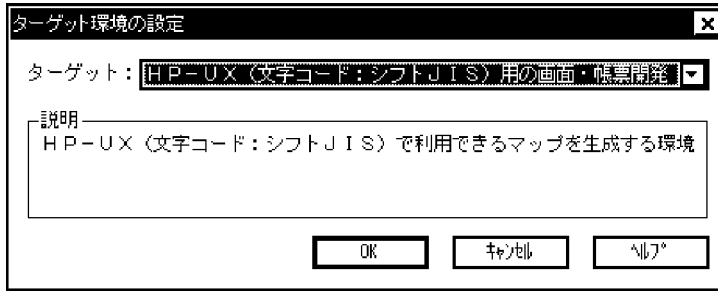 ターゲット環境の設定
ターゲット：HP－UX（文字コード：シフトJIS）用の画面・帳票開発
説明
HP－UX（文字コード：シフトJIS）で利用できるマップを生成する環境
OK キャンセル ヘルプ